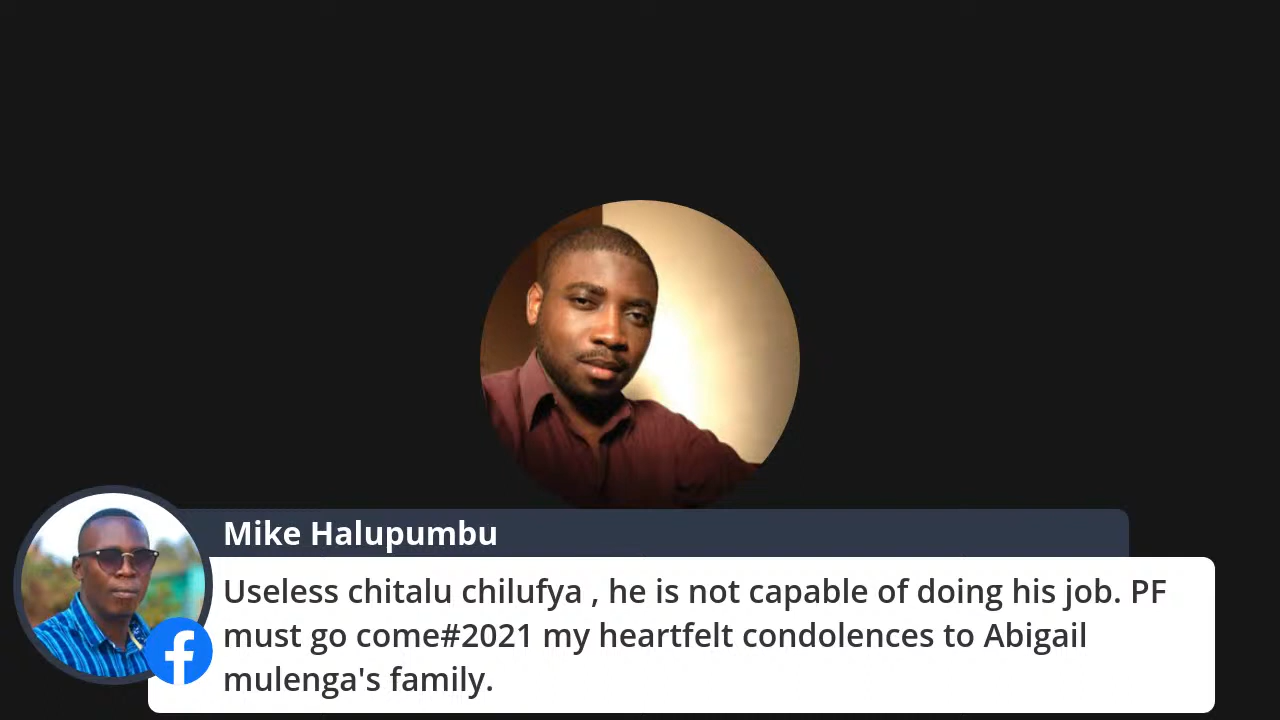 Mike Halupumbu
Useless chitalu chilufya , he is not capable of doing his job. PF
must go come#2021 my heartfelt condolences to Abigail
mulenga's family.